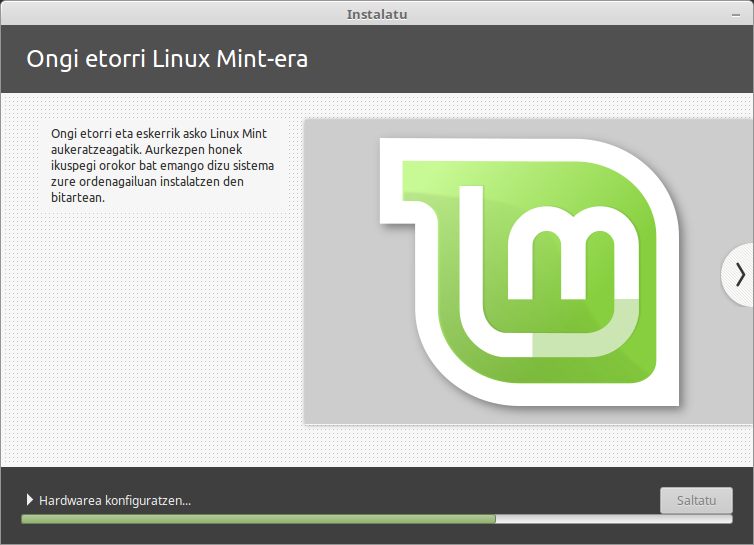 Instalatu
Ongi etorri Linux Mint-era
Ongi etorri eta eskerrik asko Linux Mint
aukeratzeagatik. Aurkezpen honek
ikuspegi orokor bat emango dizu sistema
zure ordenagailuan instalatzen den
bitartean.
Hardwarea konfiguratzen...
Saltatu